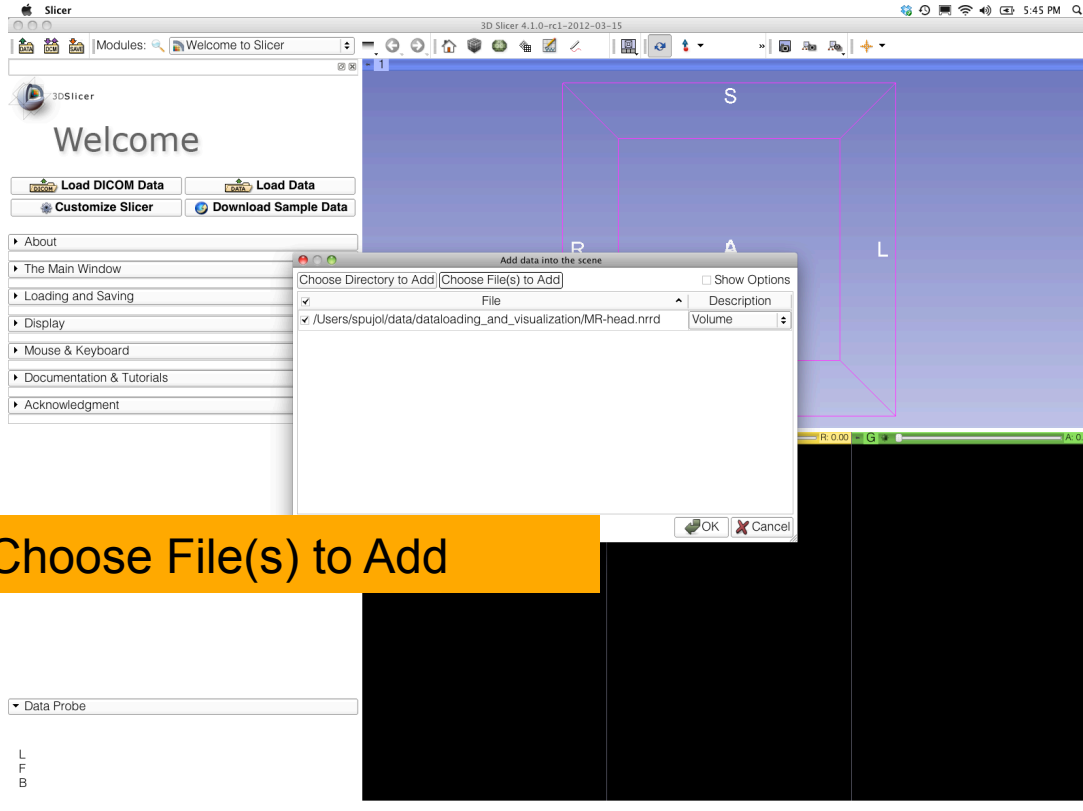 Slicer
5:45 PM
3D Slicer 4.1.0-rc1-2012-03-15
DATA DCM SAVE Modules: Welcome to Slicer
1
3DSlicer
Welcome
DICOM Load DICOM Data
DATA Load Data
Customize Slicer
Download Sample Data
About
The Main Window
Loading and Saving
Display
Mouse & Keyboard
Documentation & Tutorials
Acknowledgment
S
R
A
L
Add data into the scene
Choose Directory to Add Choose File(s) to Add Show Options
File Description
/Users/spujol/data/dataloading_and_visualization/MR-head.nrrd Volume
OK Cancel
R: 0.00 G A: 0.
Choose File(s) to Add
Data Probe
L
F
B